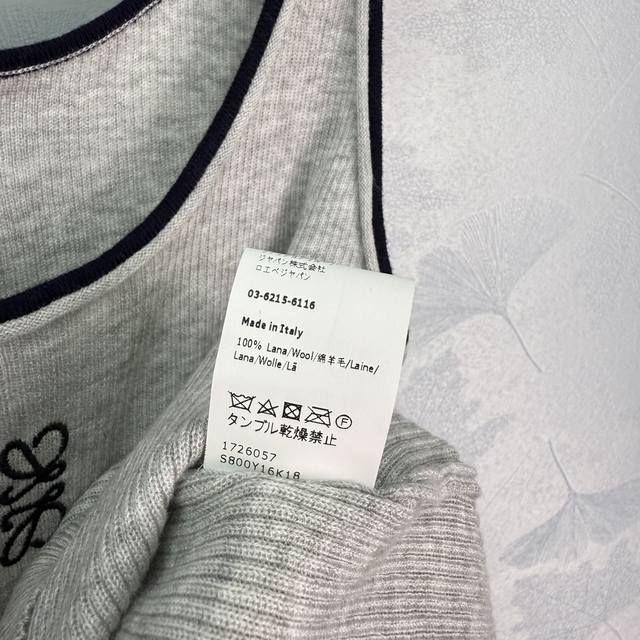 ジャパン株式会社
ロエベジャパン
03-6215-6116
Made in Italy
100% Lana/Wool/绵羊毛/Laine/
Lana/Wolle/Lã
F
タンブル乾燥禁止
1726057
S800Y16K18